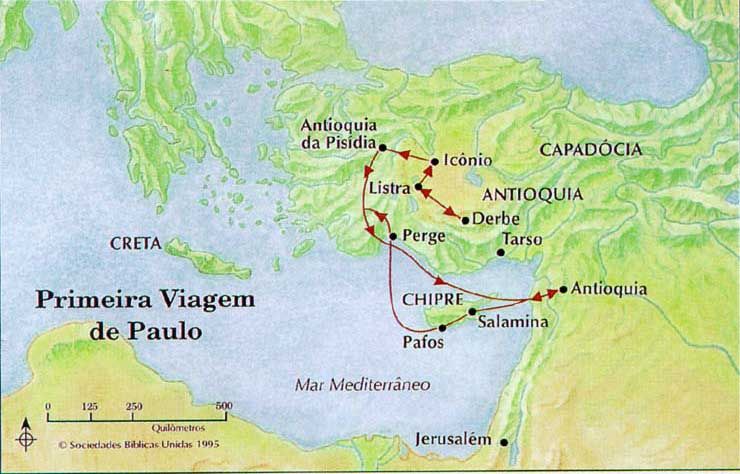 Antioquia
da Pisídia
Icônio
CAPADÓCIA
Listra
ANTIOQUIA
Derbe
Perge
Tarso
CRETA
Primeira Viagem
de Paulo
CHIPRE
Antioquia
Salamina
Pafos
Mar Mediterrâneo
0 125 250 500
Quilômetros
© Sociedades Bíblicas Unidas 1995
Jerusalém